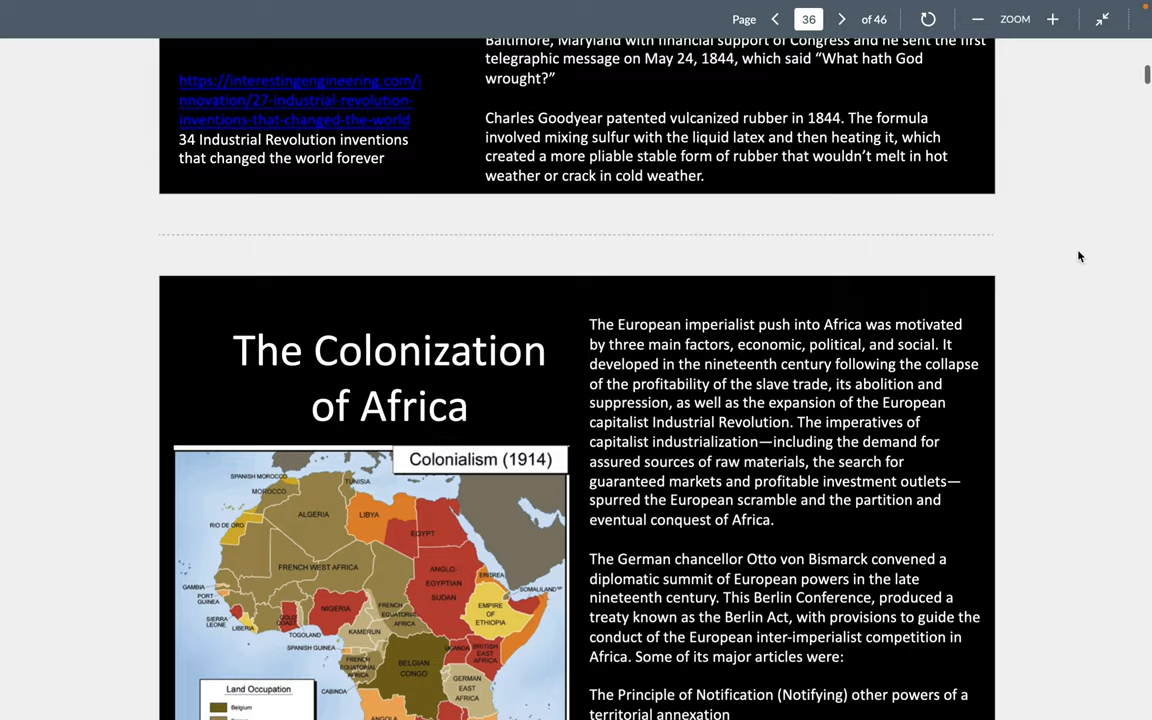 Page 36 of 46 ZOOM
Baltimore, Maryland with financial support of Congress and he sent the first
telegraphic message on May 24, 1844, which said “What hath God
wrought?”
https://interestingengineering.com/i
nnovation/27-industrial-revolution-
inventions-that-changed-the-world
34 Industrial Revolution inventions
that changed the world forever
Charles Goodyear patented vulcanized rubber in 1844. The formula
involved mixing sulfur with the liquid latex and then heating it, which
created a more pliable stable form of rubber that wouldn’t melt in hot
weather or crack in cold weather.
The Colonization
of Africa
Colonialism (1914)
SPANISH MOROCCO
TUNISIA
MOROCCO
ALGERIA
LIBYA
EGYPT
RIO DE ORO
FRENCH WEST AFRICA
ANGLO-
EGYPTIAN
SUDAN
ERITREA
SOMALILAND
GAMBIA
PORT
GUINEA
SIERRA
LEONE
LIBERIA
GOLD
COAST
TOGOLAND
NIGERIA
FRENCH
EQUATORIAL
AFRICA
EMPIRE
OF
ETHIOPIA
KAMERUN
SPANISH GUINEA
FRENCH
EQUATORIAL
AFRICA
UGANDA
BRITISH
EAST
AFRICA
BELGIAN
CONGO
GERMAN
EAST
AFRICA
CABINDA
ANGOLA
Land Occupation
Belgium
The European imperialist push into Africa was motivated
by three main factors, economic, political, and social. It
developed in the nineteenth century following the collapse
of the profitability of the slave trade, its abolition and
suppression, as well as the expansion of the European
capitalist Industrial Revolution. The imperatives of
capitalist industrialization—including the demand for
assured sources of raw materials, the search for
guaranteed markets and profitable investment outlets—
spurred the European scramble and the partition and
eventual conquest of Africa.
The German chancellor Otto von Bismarck convened a
diplomatic summit of European powers in the late
nineteenth century. This Berlin Conference, produced a
treaty known as the Berlin Act, with provisions to guide the
conduct of the European inter-imperialist competition in
Africa. Some of its major articles were:
The Principle of Notification (Notifying) other powers of a
territorial annexation